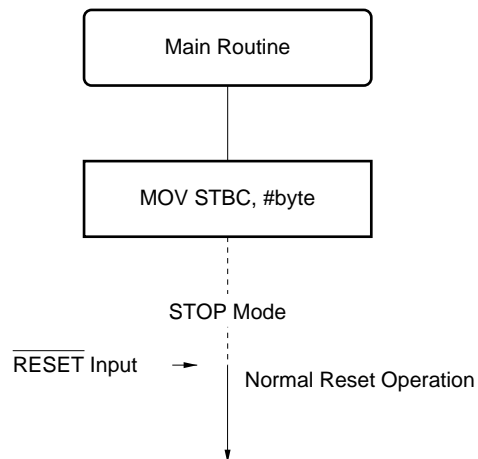 Main Routine
MOV STBC, #byte
STOP Mode
RESET Input
Normal Reset Operation